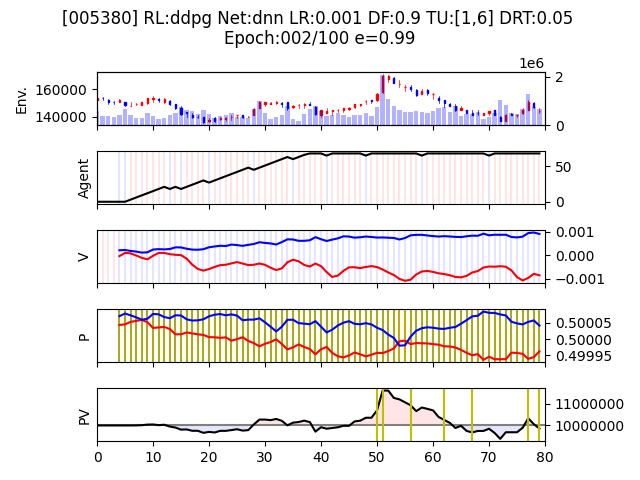 [005380] RL:ddpg Net:dnn LR:0.001 DF:0.9 TU:[1,6] DRT:0.05
Epoch:002/100 e=0.99
1e6
Env.
160000
140000
2
0
Agent
50
0
V
0.001
0.000
−0.001
P
0.50005
0.50000
0.49995
PV
11000000
10000000
0 10 20 30 40 50 60 70 80